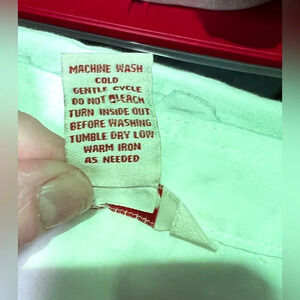 MACHINE WASH
COLD
GENTLE CYCLE
DO NOT BLEACH
TURN INSIDE OUT
BEFORE WASHING
TUMBLE DRY LOW
WARM IRON
AS NEEDED